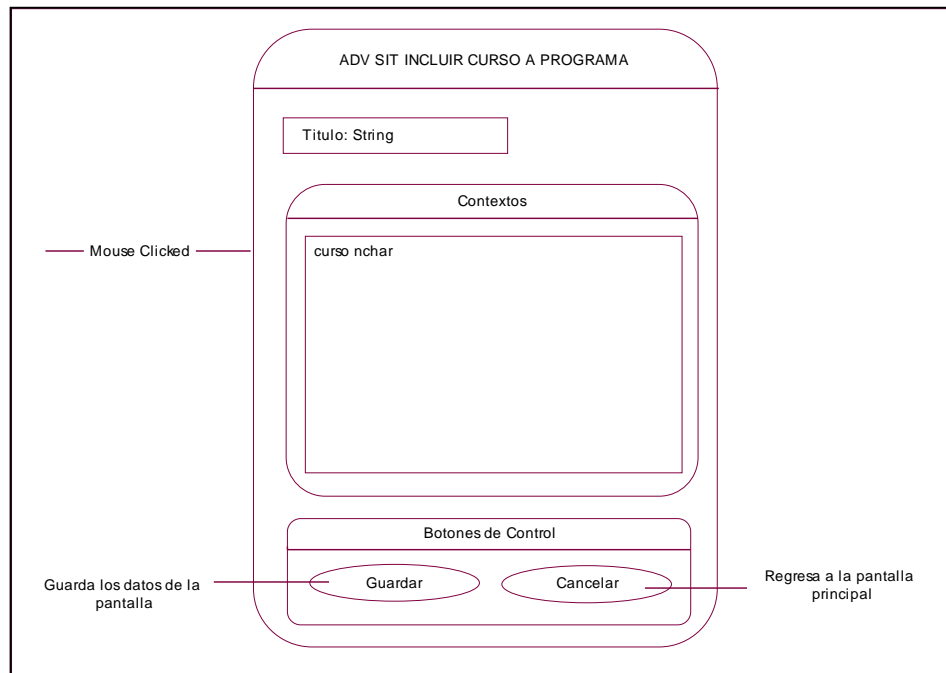 ADV SIT INCLUIR CURSO A PROGRAMA
Titulo: String
Contextos
Mouse Clicked
curso nchar
Botones de Control
Guarda los datos de la
pantalla
Guardar
Cancelar
Regresa a la pantalla
principal